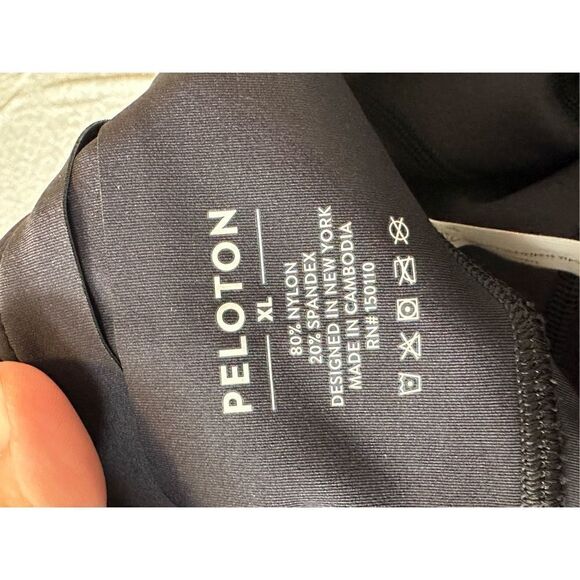 PELOTON
XL
80% NYLON
20% SPANDEX
DESIGNED IN NEW YORK
MADE IN CAMBODIA
RN# 150110